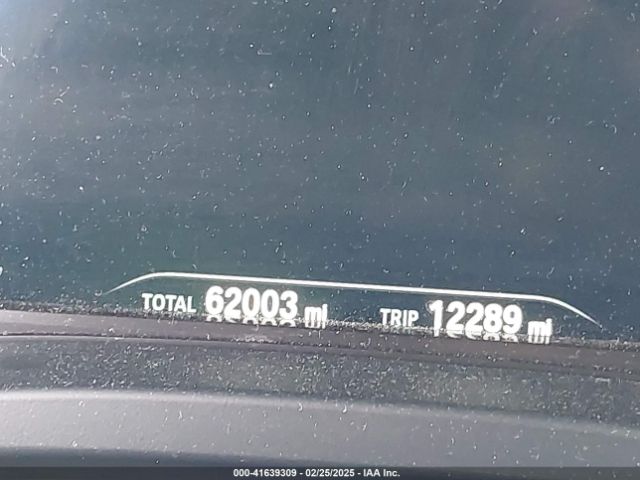 TOTAL 62003 mi TRIP 12289 mi
000-41639309 - 02/25/2025 - IAA Inc.